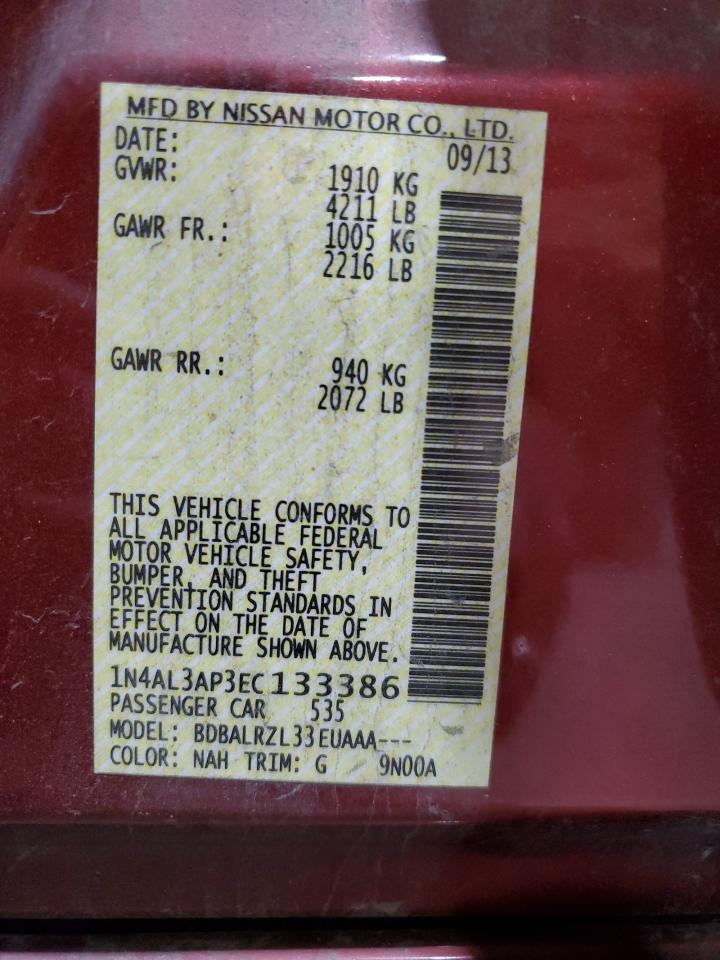 MFD BY NISSAN MOTOR CO., LTD.
DATE: 09/13
GVWR: 1910 KG
4211 LB
GAWR FR.: 1005 KG
2216 LB
GAWR RR.: 940 KG
2072 LB
THIS VEHICLE CONFORMS TO
ALL APPLICABLE FEDERAL
MOTOR VEHICLE SAFETY,
BUMPER, AND THEFT
PREVENTION STANDARDS IN
EFFECT ON THE DATE OF
MANUFACTURE SHOWN ABOVE.
1N4AL3AP3EC133386
PASSENGER CAR 535
MODEL: BDBALRZL33EUAAA---
COLOR: NAH TRIM: G 9N00A